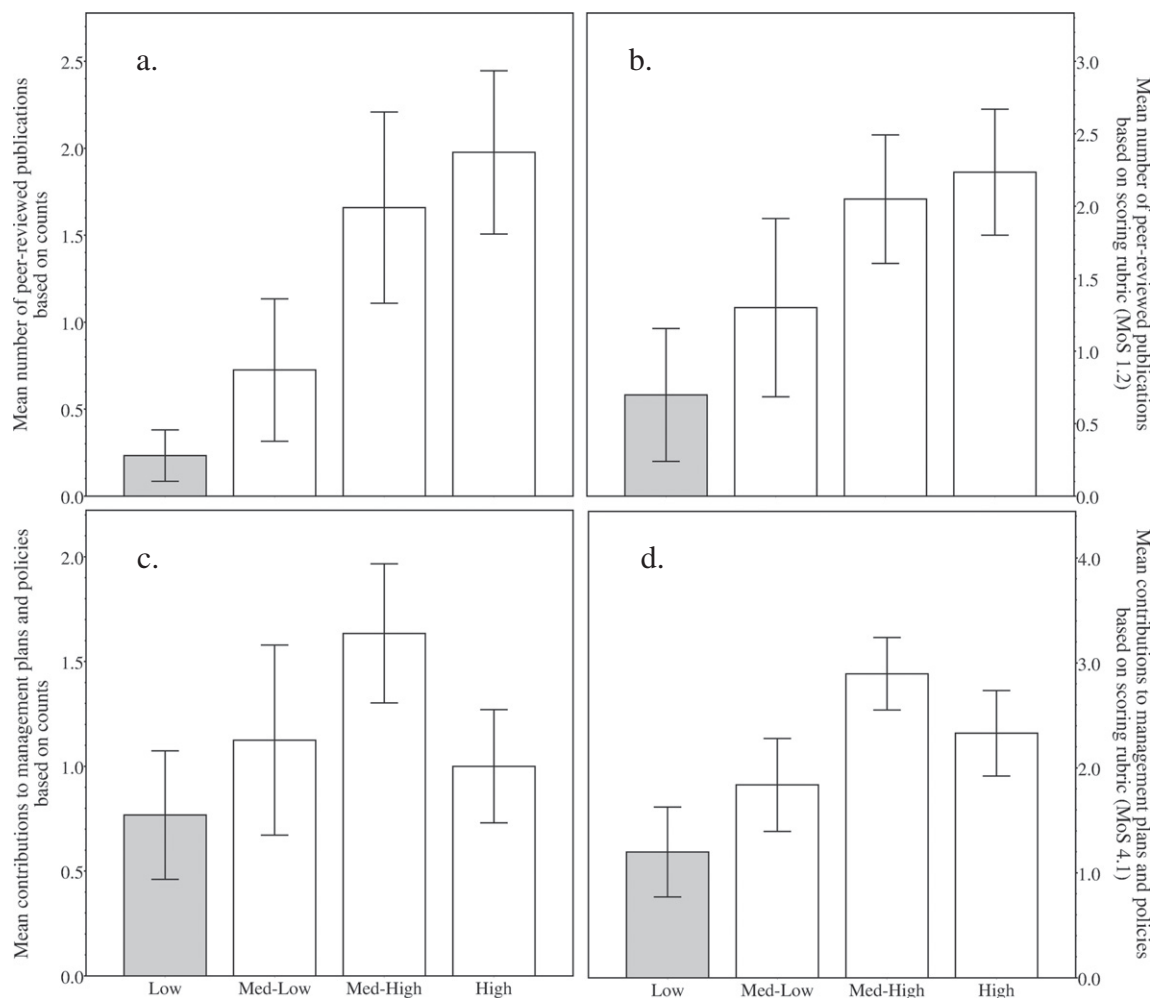 a.
Mean number of peer-reviewed publications
based on counts
2.5
2.0
1.5
1.0
0.5
0.0
b.
3.0
2.5
2.0
1.5
1.0
0.5
0.0
Mean number of peer-reviewed publications
based on scoring rubric (MoS 1.2)
c.
Mean contributions to management plans and policies
based on counts
2.0
1.5
1.0
0.5
0.0
Low Med-Low Med-High High
d.
4.0
3.0
2.0
1.0
0.0
Mean contributions to management plans and policies
based on scoring rubric (MoS 4.1)
Low Med-Low Med-High High